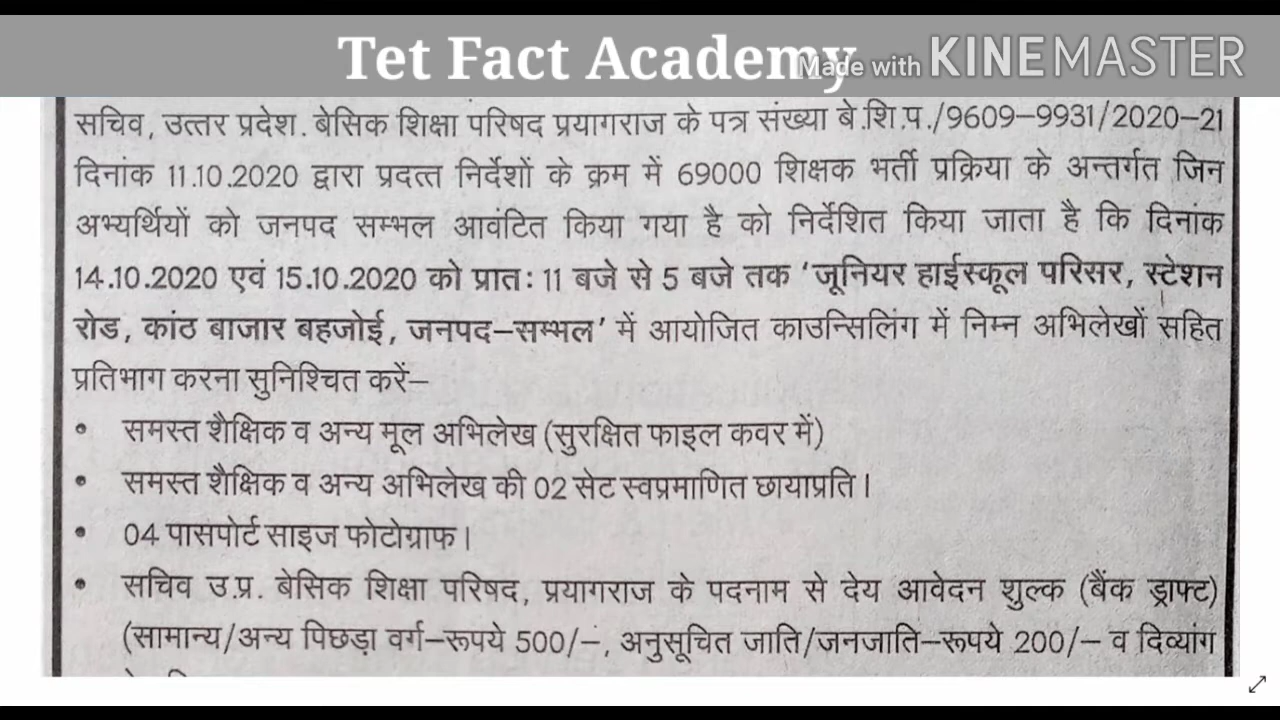 Tet Fact Academy
Made with KINEMASTER
सचिव, उत्तर प्रदेश. बेसिक शिक्षा परिषद प्रयागराज के पत्र संख्या बे.शि.प./9609–9931/2020–21
दिनांक 11.10.2020 द्वारा प्रदत्त निर्देशों के क्रम में 69000 शिक्षक भर्ती प्रक्रिया के अन्तर्गत जिन
अभ्यर्थियों को जनपद सम्भल आवंटित किया गया है को निर्देशित किया जाता है कि दिनांक
14.10.2020 एवं 15.10.2020 को प्रातः 11 बजे से 5 बजे तक ‘जूनियर हाईस्कूल परिसर, स्टेशन
रोड, कांठ बाजार बहजोई, जनपद–सम्भल’ में आयोजित काउन्सिलिंग में निम्न अभिलेखों सहित
प्रतिभाग करना सुनिश्चित करें–
• समस्त शैक्षिक व अन्य मूल अभिलेख (सुरक्षित फाइल कवर में)
• समस्त शैक्षिक व अन्य अभिलेख की 02 सेट स्वप्रमाणित छायाप्रति।
• 04 पासपोर्ट साइज फोटोग्राफ।
• सचिव उ.प्र. बेसिक शिक्षा परिषद, प्रयागराज के पदनाम से देय आवेदन शुल्क (बैंक ड्राफ्ट)
(सामान्य/अन्य पिछड़ा वर्ग–रूपये 500/–, अनुसूचित जाति/जनजाति–रूपये 200/– व दिव्यांग